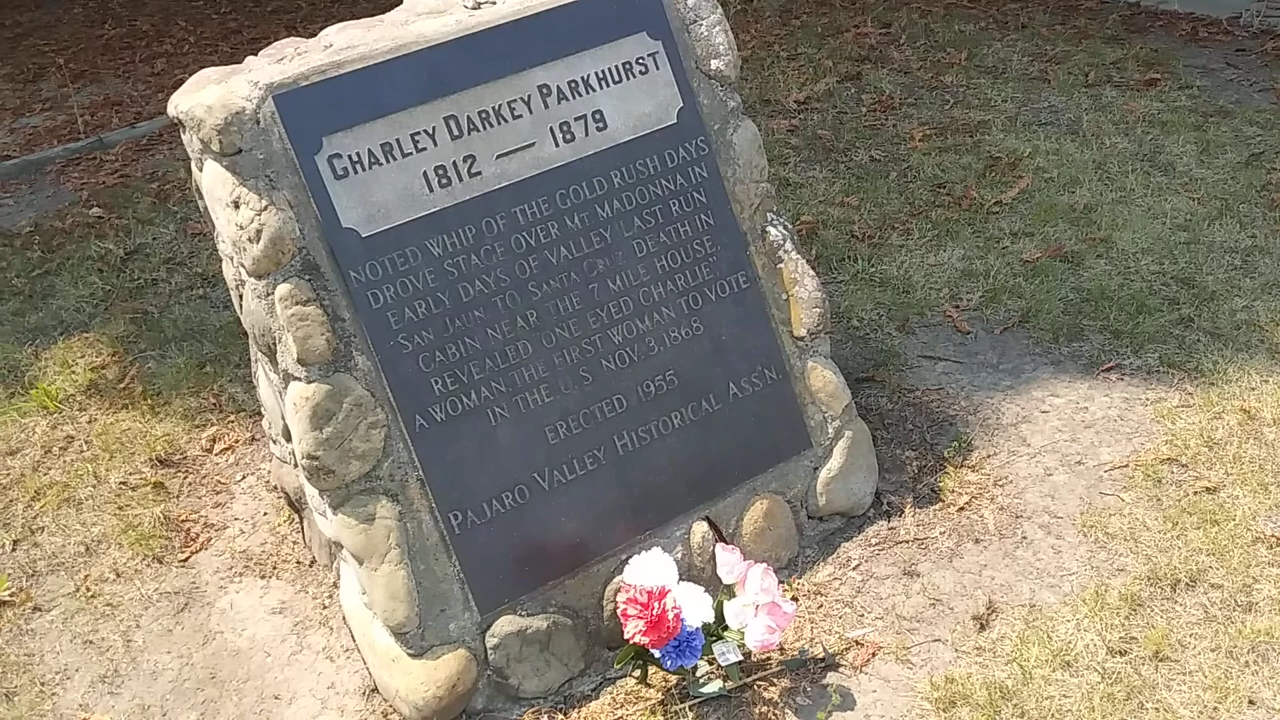 CHARLEY DARKEY PARKHURST
1812 — 1879
NOTED WHIP OF THE GOLD RUSH DAYS
DROVE STAGE OVER MT MADONNA IN
EARLY DAYS OF VALLEY LAST RUN
SAN JAUN TO SANTA CRUZ. DEATH IN
CABIN NEAR THE 7 MILE HOUSE.
REVEALED ONE EYED CHARLIE",
A WOMAN. THE FIRST WOMAN TO VOTE
IN THE U.S NOV. 3, 1868
ERECTED 1955
PAJARO VALLEY HISTORICAL ASS'N.